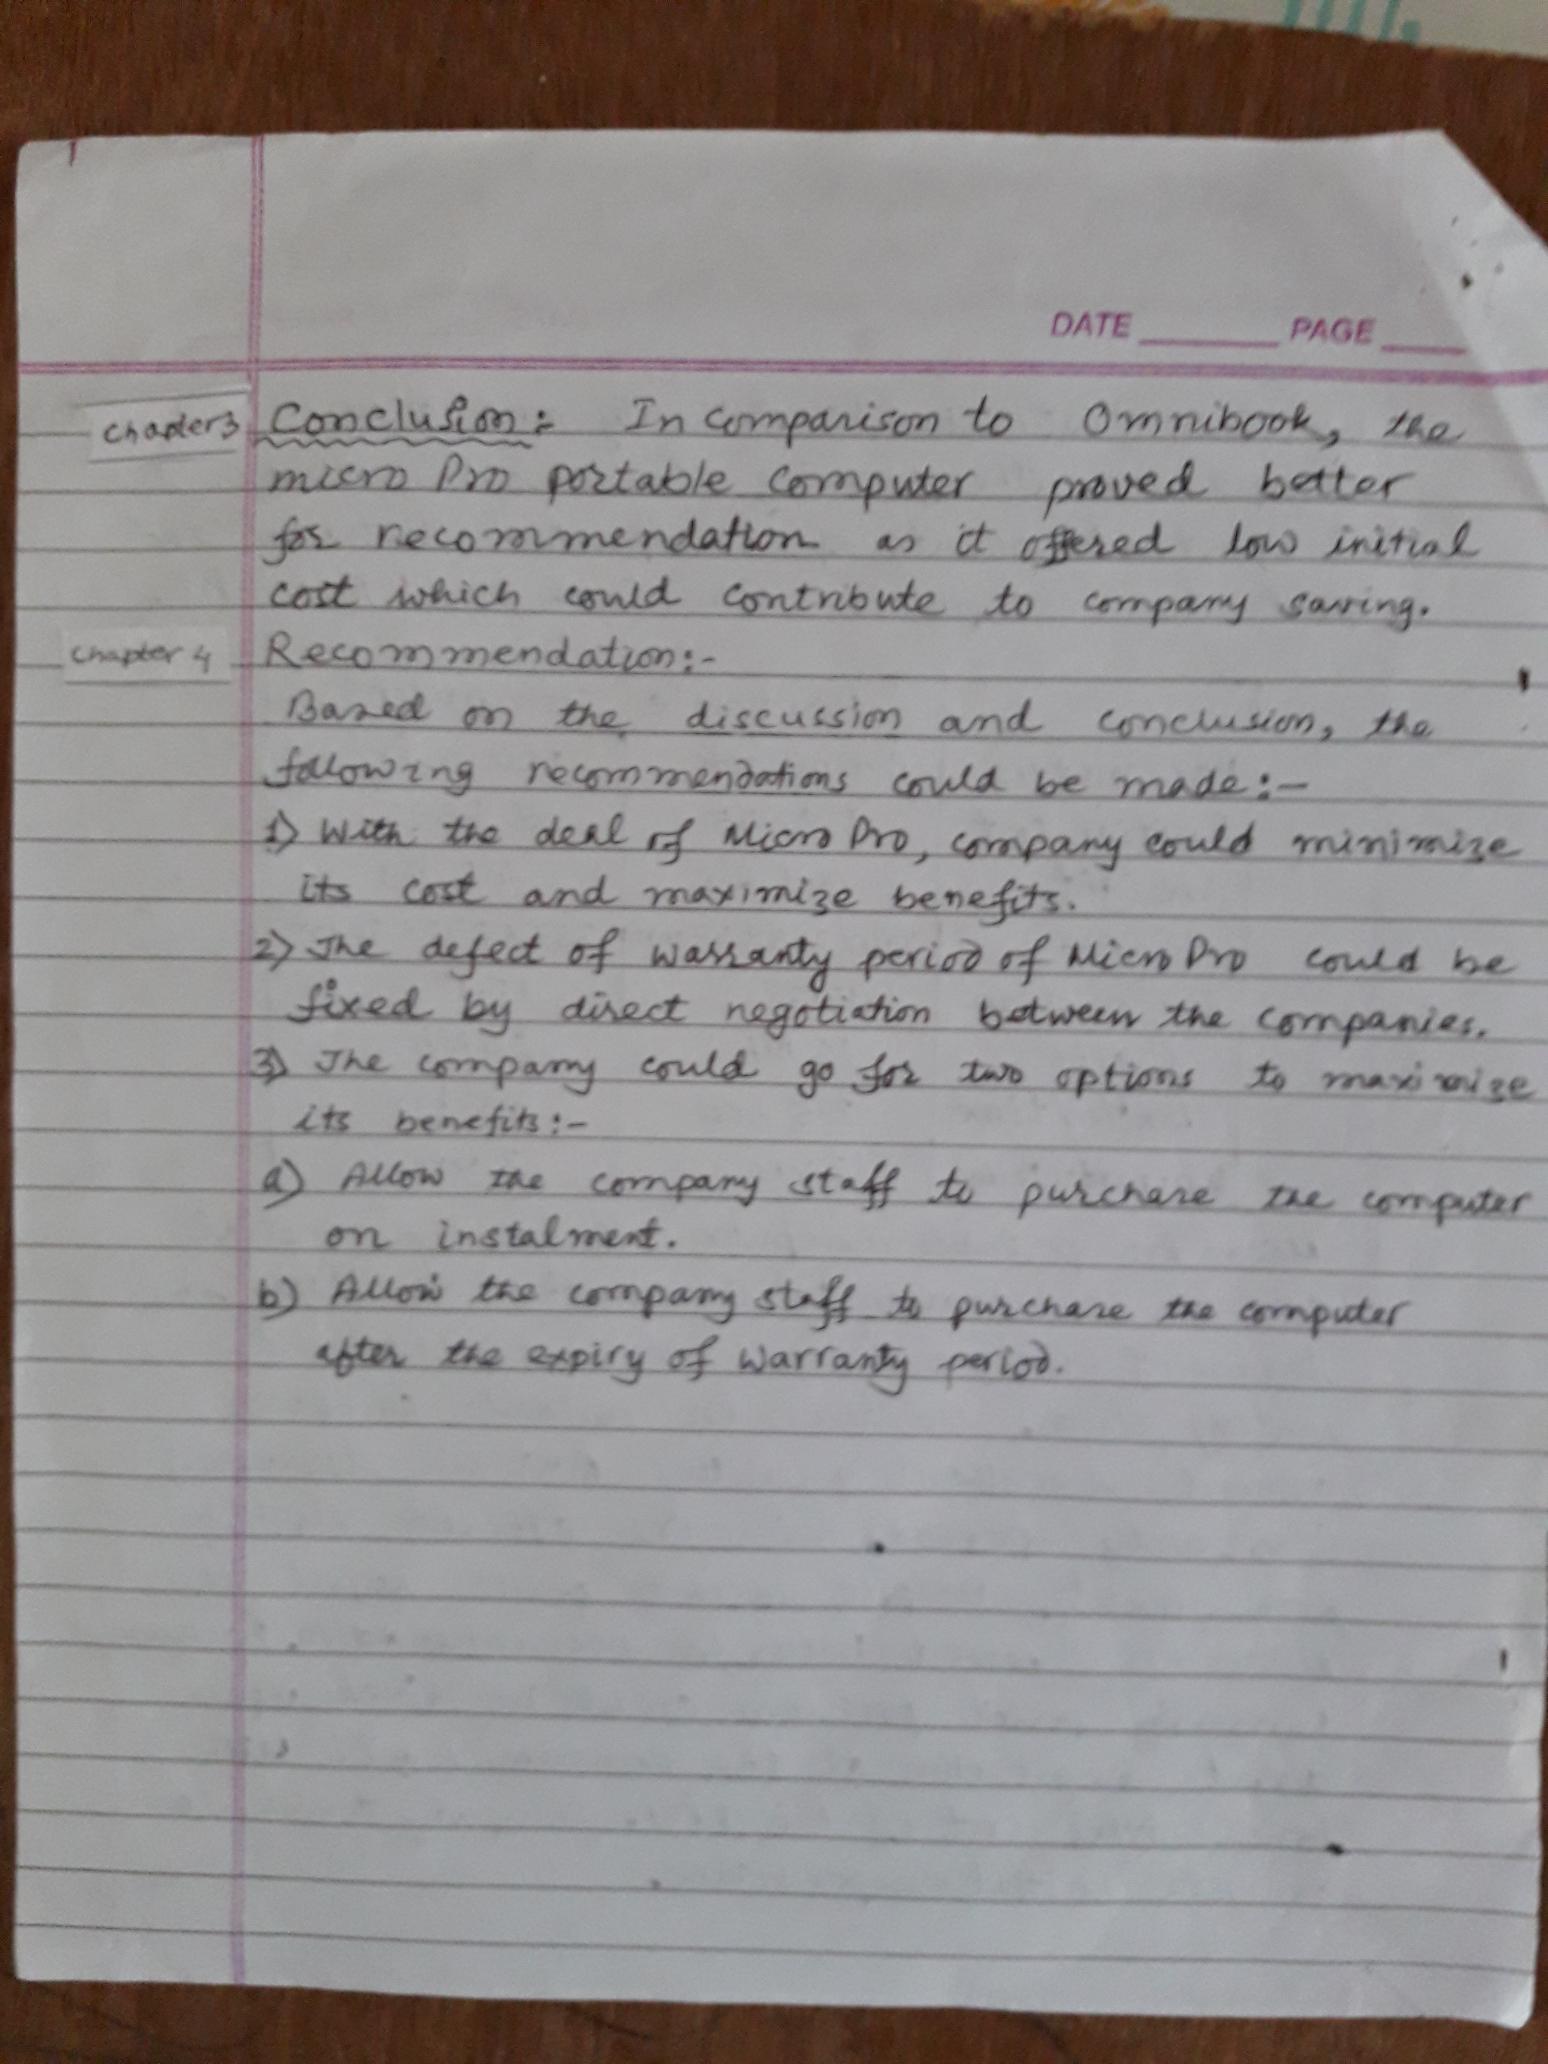 DATE PAGE
Chapter 3 Conclusion:- In comparison to Omnibook, the
micro Pro portable computer proved better
for recommendation as it offered low initial
cost which could contribute to company saving.
Chapter 4 Recommendation:-
Based on the discussion and conclusion, the
following recommendations could be made:-
1) With the deal of Micro Pro, company could minimize
its cost and maximize benefits.
2) The defect of warranty period of Micro Pro could be
fixed by direct negotiation between the companies.
3) The company could go for two options to maximize
its benefits:-
a) Allow the company staff to purchase the computer
on instalment.
b) Allow the company staff to purchase the computer
after the expiry of warranty period.